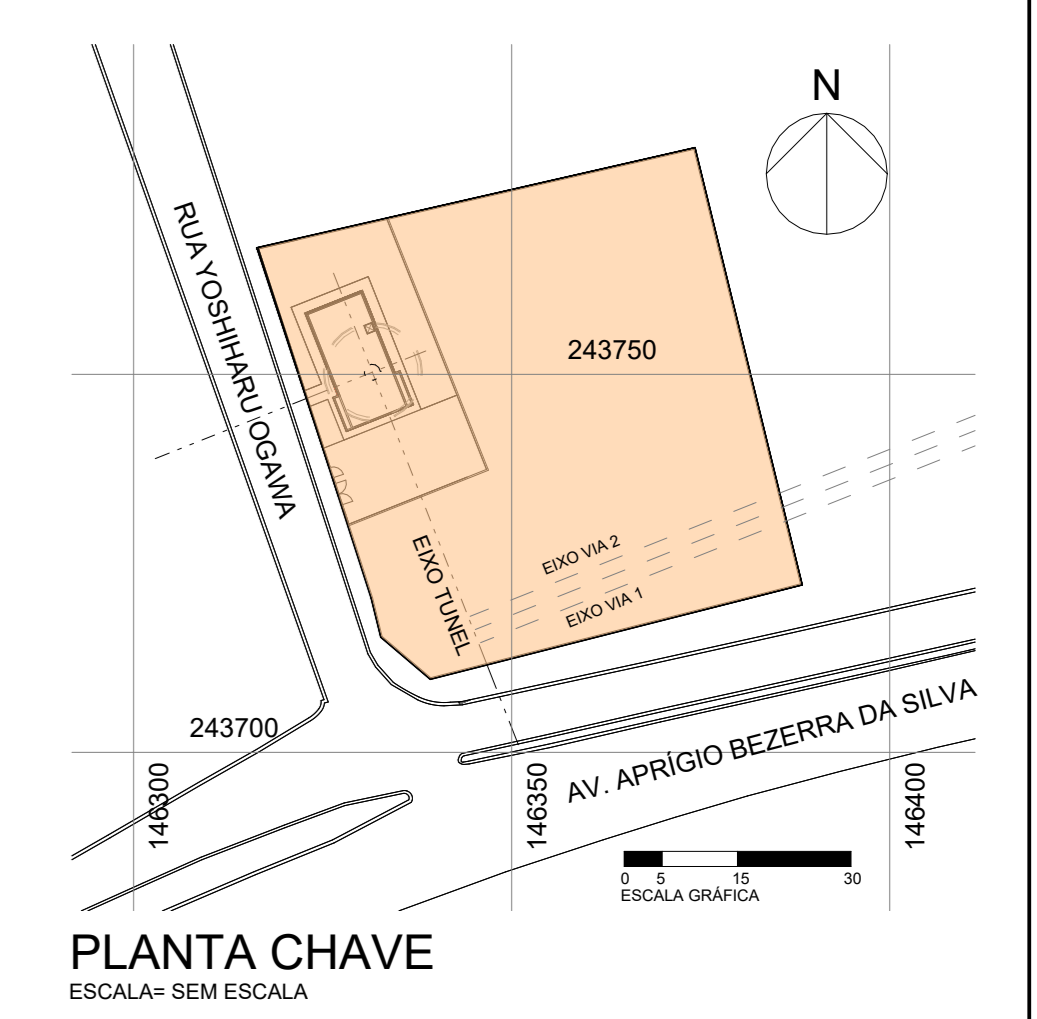 N
RUA YOSHIHARU OGAWA
243750
EIXO VIA 2
EIXO TUNEL
EIXO VIA 1
243700
AV. APRÍGIO BEZERRA DA SILVA
146300
146350
146400
0 5 15 30
ESCALA GRÁFICA
PLANTA CHAVE
ESCALA= SEM ESCALA